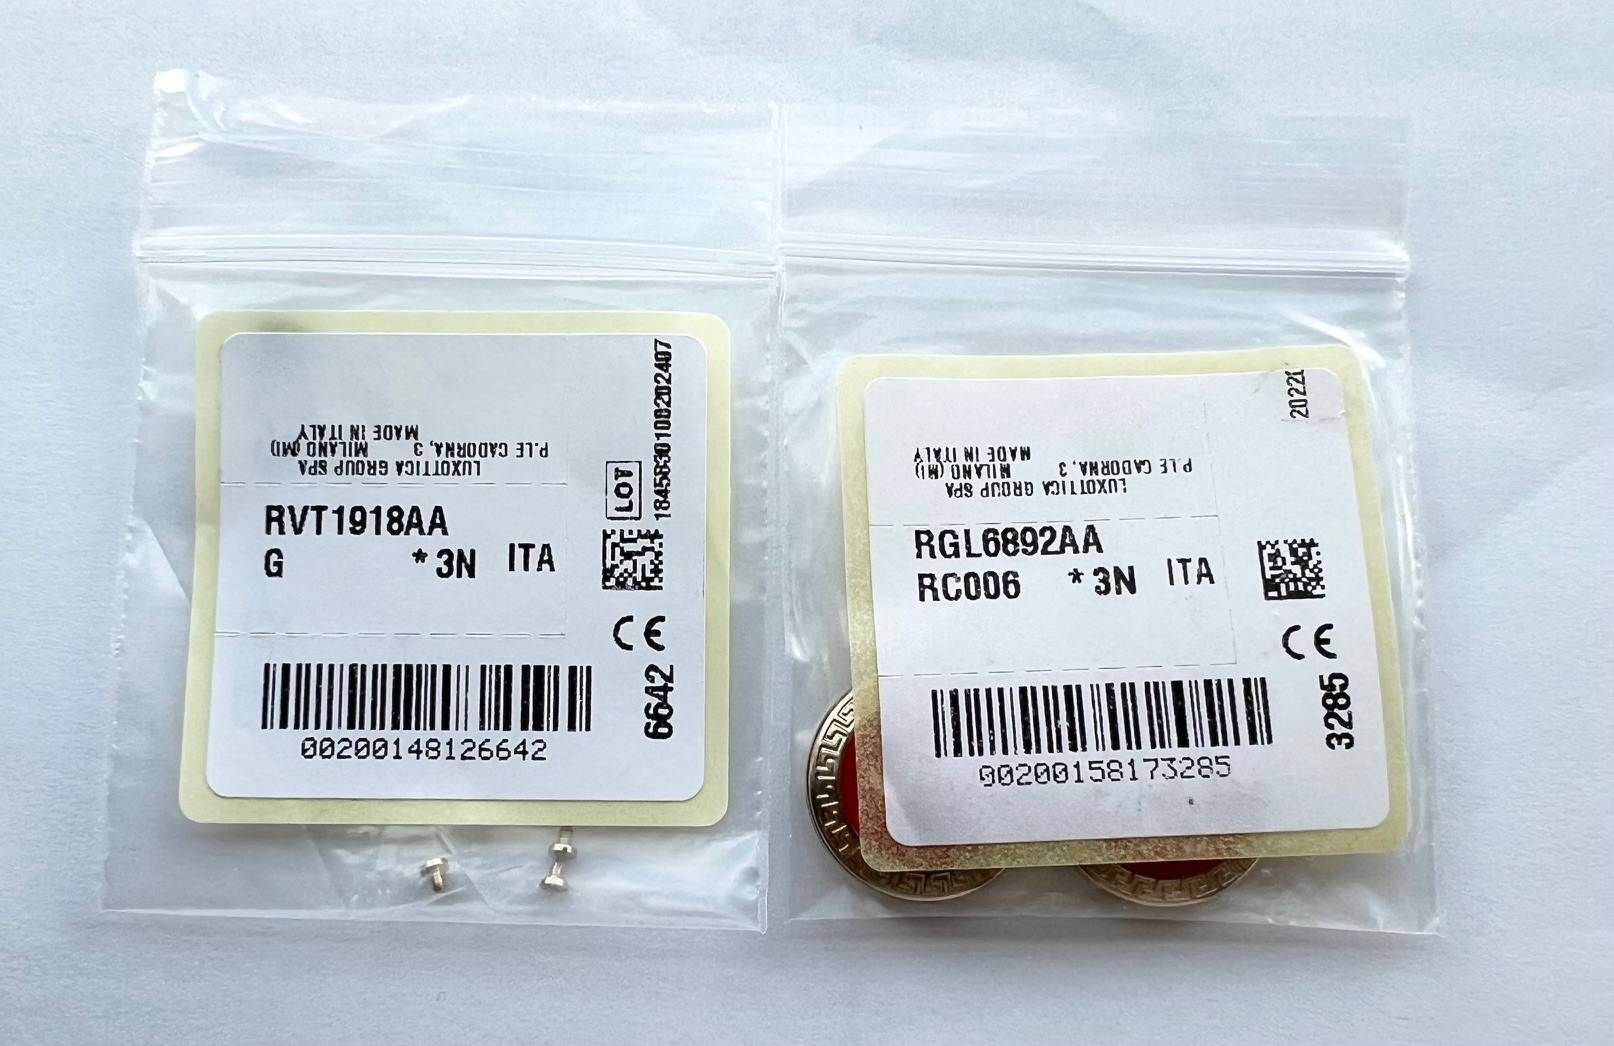 LUXOTTICA GROUP SPA
P.LE CADORNA, 3 MILANO (MI)
MADE IN ITALY
RVT1918AA
G *3N ITA
LOT
CE
6642
00200148126642
LUXOTTICA GROUP SPA
P.LE CADORNA, 3 MILANO (MI)
MADE IN ITALY
RGL6892AA
RC006 *3N ITA
CE
3285
00200158173285